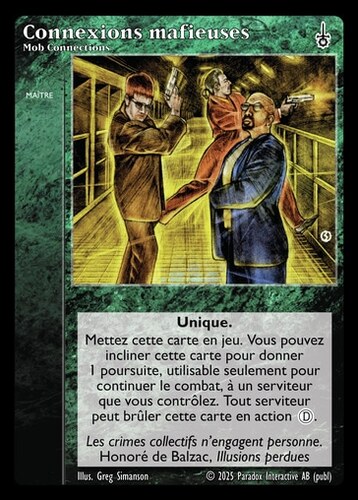 Connexions mafieuses
Mob Connections
MAÎTRE
Unique.
Mettez cette carte en jeu. Vous pouvez
incliner cette carte pour donner
1 poursuite, utilisable seulement pour
continuer le combat, à un serviteur
que vous contrôlez. Tout serviteur
peut brûler cette carte en action Ⓓ.
Les crimes collectifs n'engagent personne.
Honoré de Balzac, Illusions perdues
Illus. Greg Simanson © 2025 Paradox Interactive AB (publ)